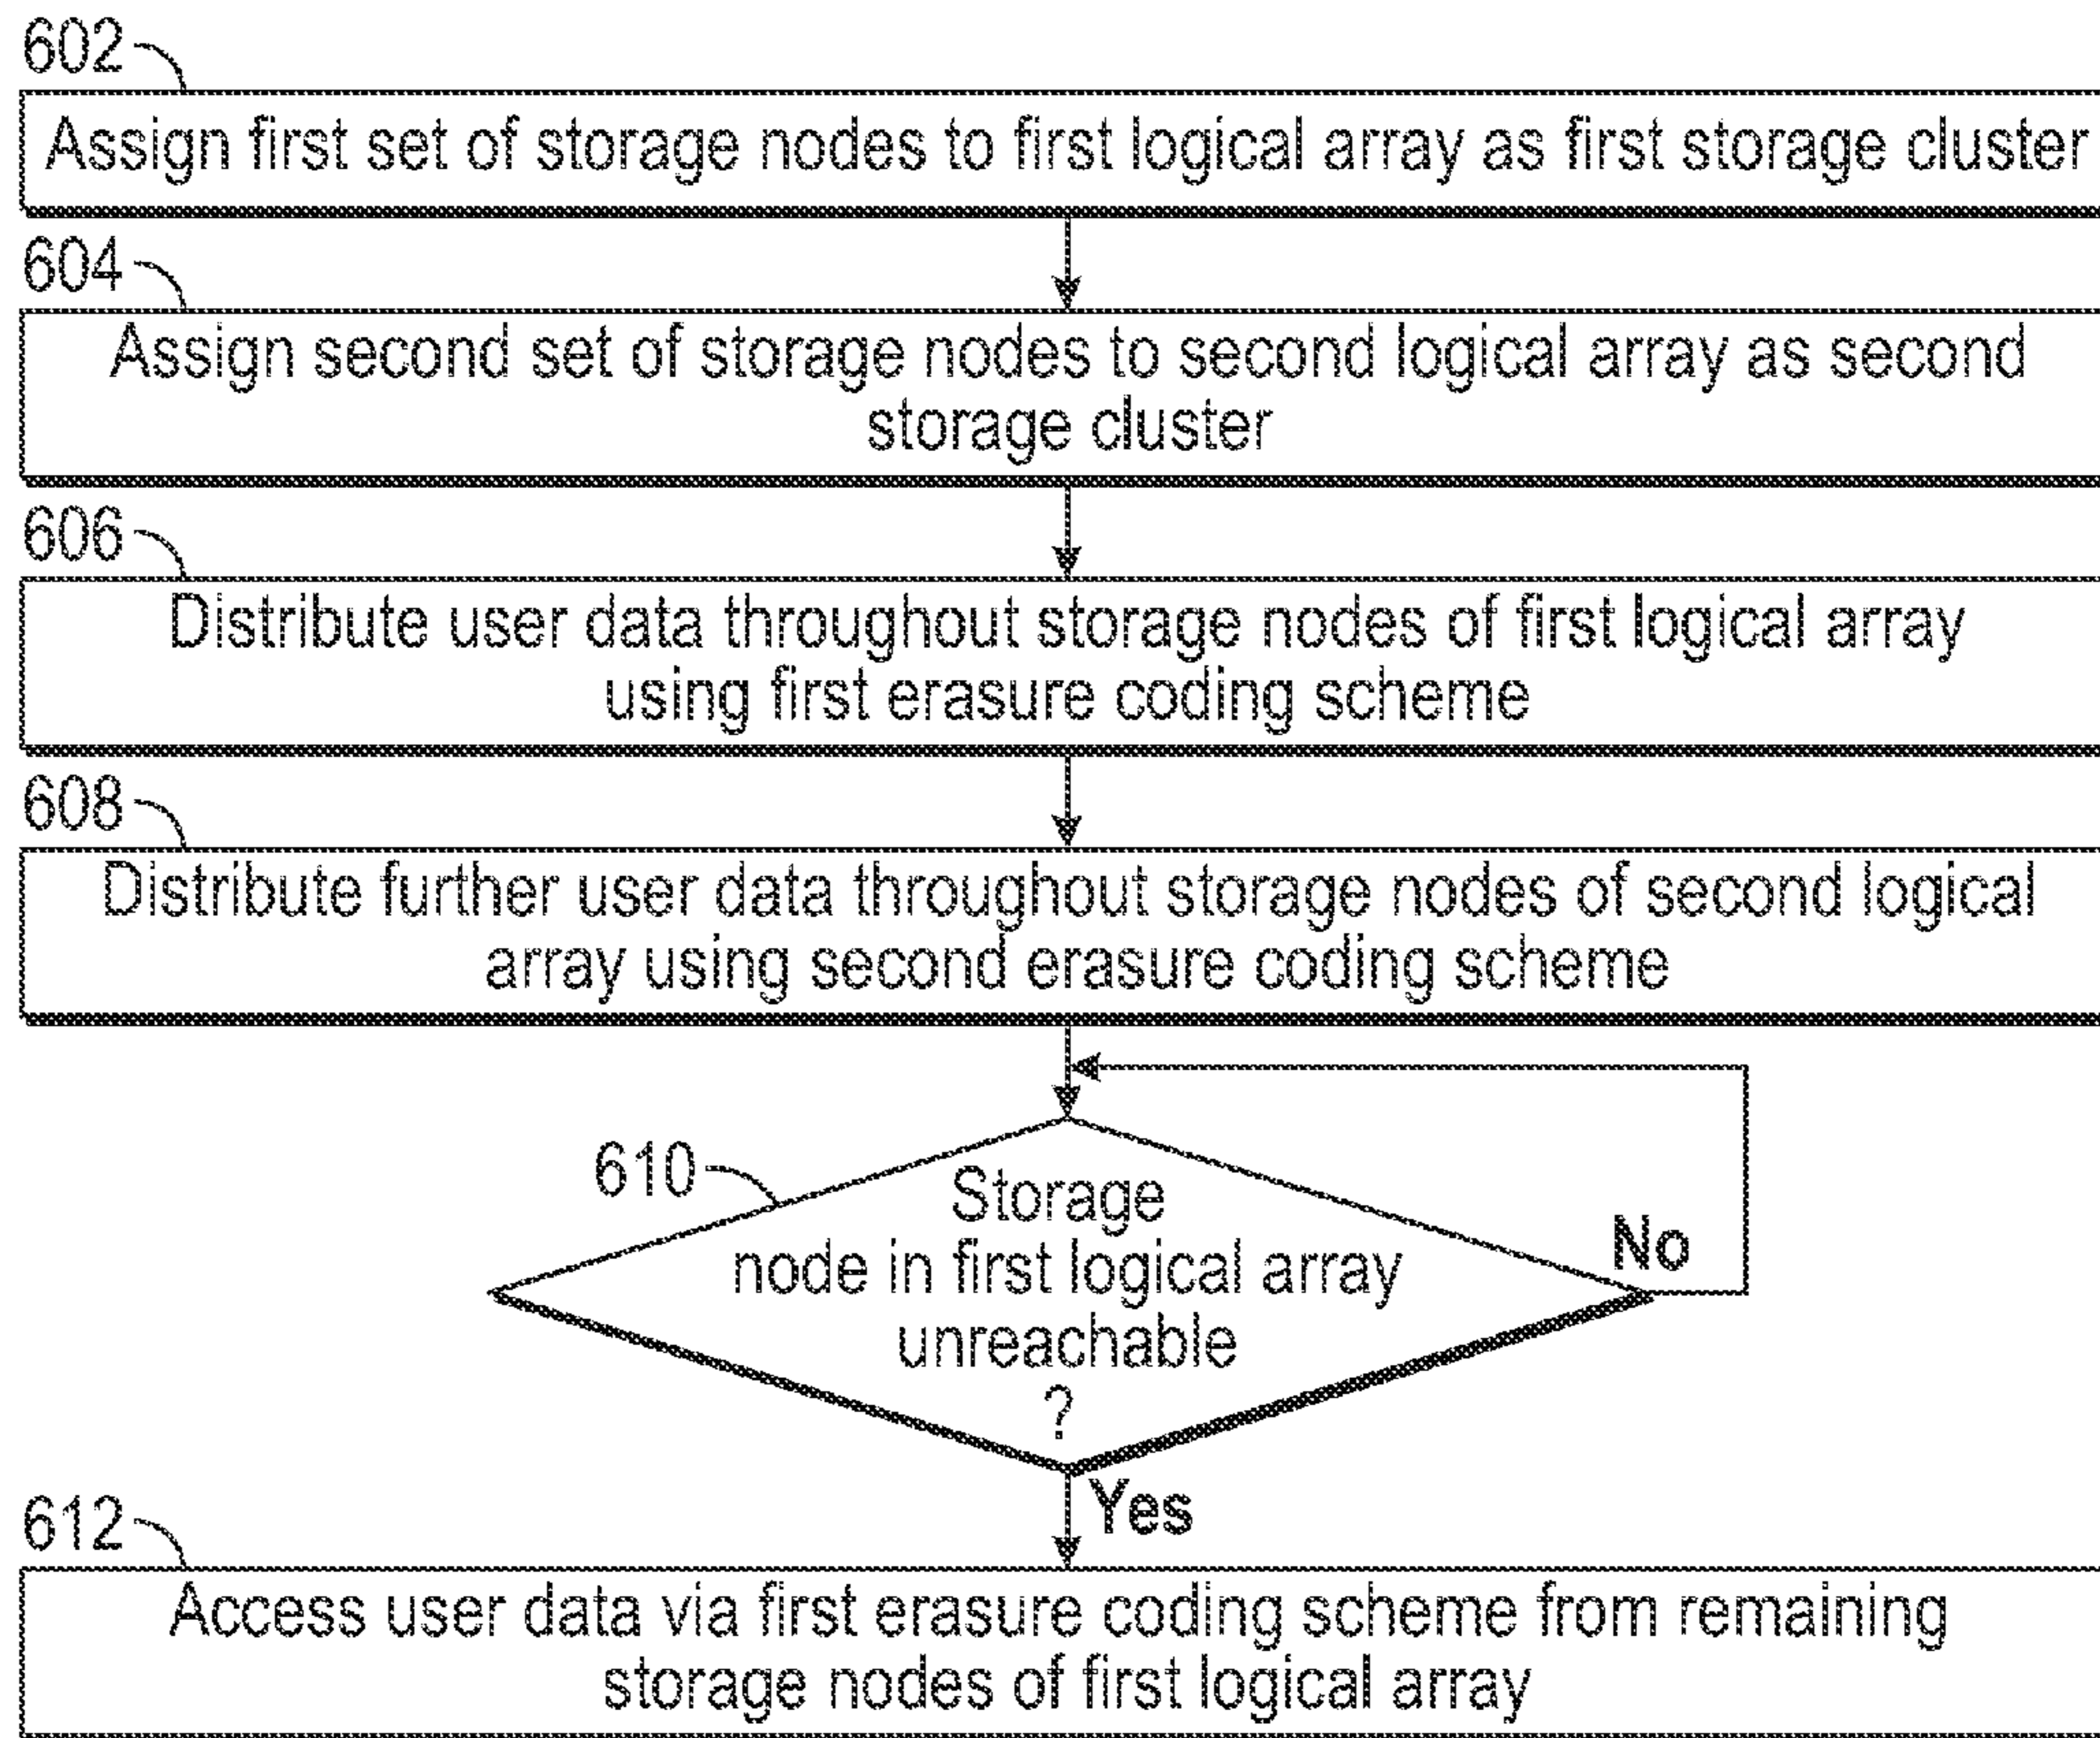 602
Assign first set of storage nodes to first logical array as first storage cluster
604
Assign second set of storage nodes to second logical array as second
storage cluster
606
Distribute user data throughout storage nodes of first logical array
using first erasure coding scheme
608
Distribute further user data throughout storage nodes of second logical
array using second erasure coding scheme
610
Storage
node in first logical array
unreachable
?
No
Yes
612
Access user data via first erasure coding scheme from remaining
storage nodes of first logical array